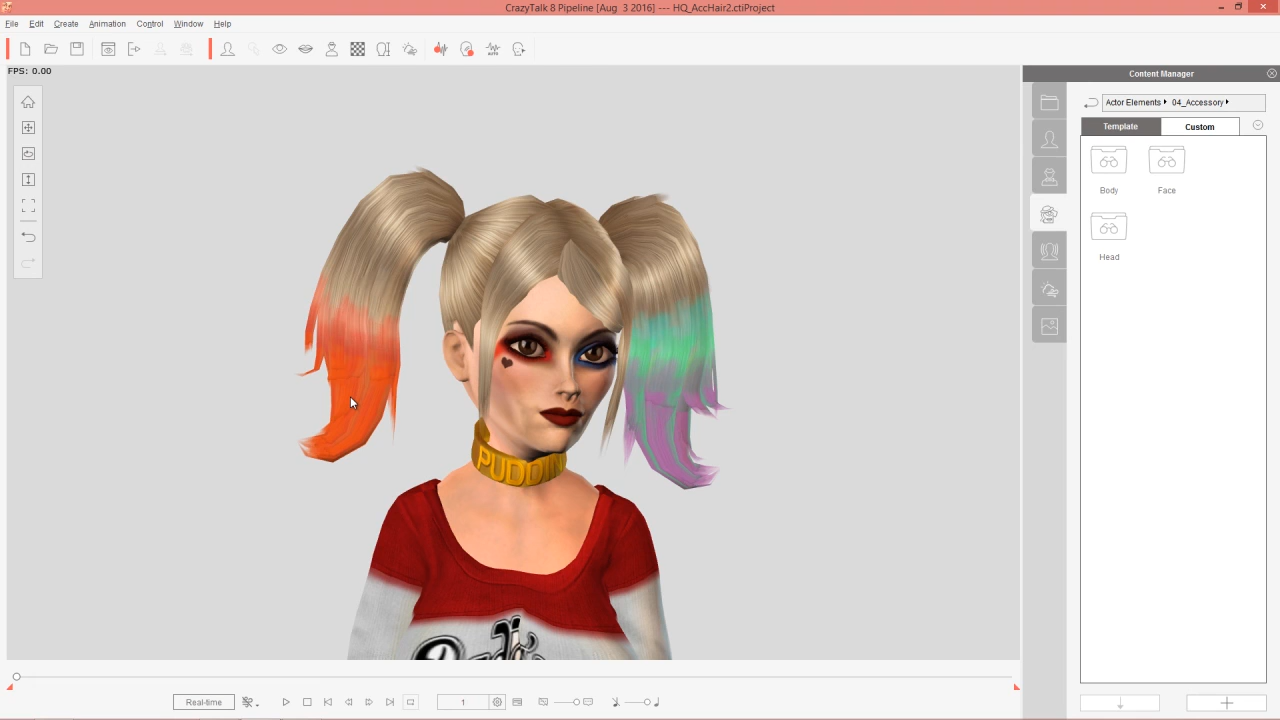 CrazyTalk 8 Pipeline [Aug 3 2016] --- HQ_AccHair2.ctiProject
File Edit Create Animation Control Window Help
FPS: 0.00
Content Manager
Actor Elements 04_Accessory
Template Custom
Body Face
Head
PUDDIN
Real-time
1